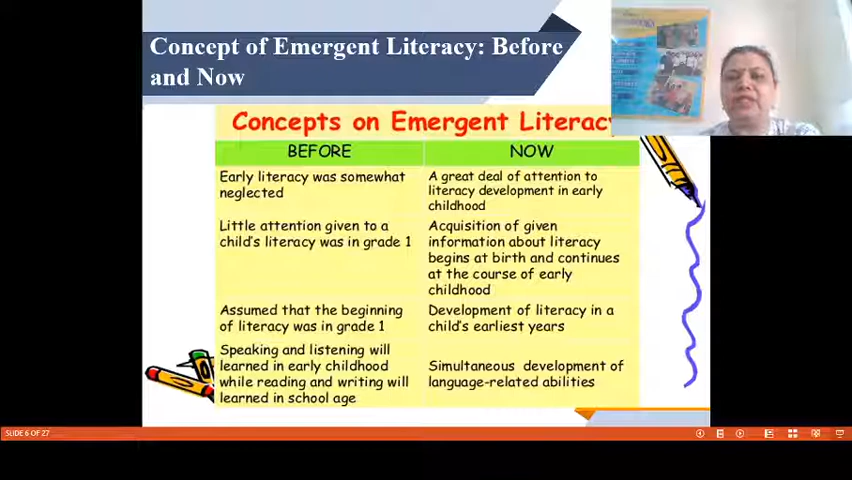 Concept of Emergent Literacy: Before
and Now
Concepts on Emergent Literacy
BEFORE
NOW
Early literacy was somewhat
neglected
A great deal of attention to
literacy development in early
childhood
Little attention given to a
child's literacy was in grade 1
Acquisition of given
information about literacy
begins at birth and continues
at the course of early
childhood
Assumed that the beginning
of literacy was in grade 1
Development of literacy in a
child's earliest years
Speaking and listening will
learned in early childhood
while reading and writing will
learned in school age
Simultaneous development of
language-related abilities
SLIDE 6 OF 27